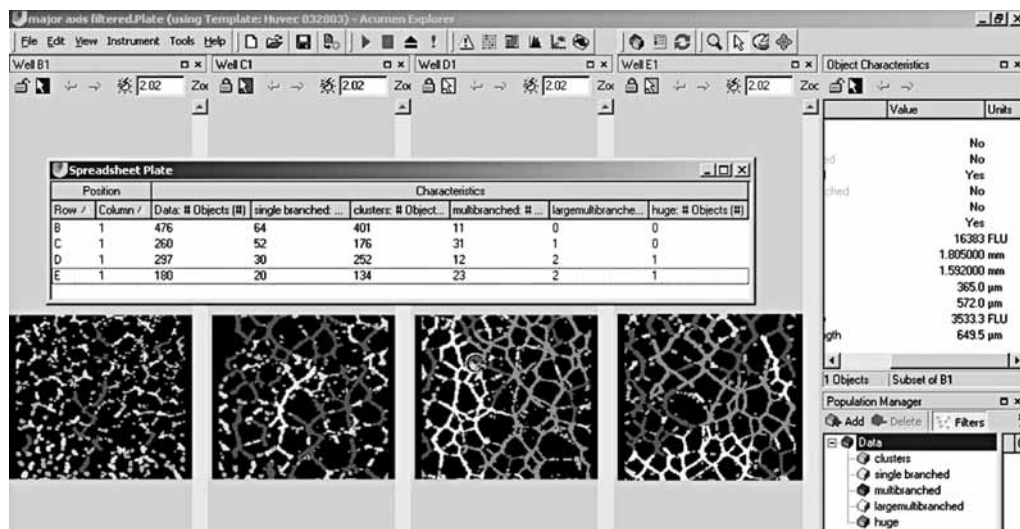 major axis filtered.Plate (using Template: Huvec 032803) - Acumen Explorer
File Edit View Instrument Tools Help
Well B1 Well C1 Well D1 Well E1 Object Characteristics
2.02 Zoc 2.02 Zoc 2.02 Zoc 2.02 Zoc
Value Units
No
No
Yes
No
No
Yes
16383 FLU
1.805000 mm
1.592000 mm
365.0 µm
572.0 µm
3533.3 FLU
649.5 µm
Spreadsheet Plate
Position Characteristics
Row Column Data: # Objects (#) single branched: ... clusters: # Object... multibranched: # ... largemultibranche... huge: # Objects (#)
B 1 476 64 401 11 0 0
C 1 260 52 176 31 1 0
D 1 297 30 252 12 2 1
E 1 180 20 134 23 2 1
1 Objects Subset of B1
Population Manager
Add Delete Filters
Data
clusters
single branched
multibranched
largemultibranched
huge